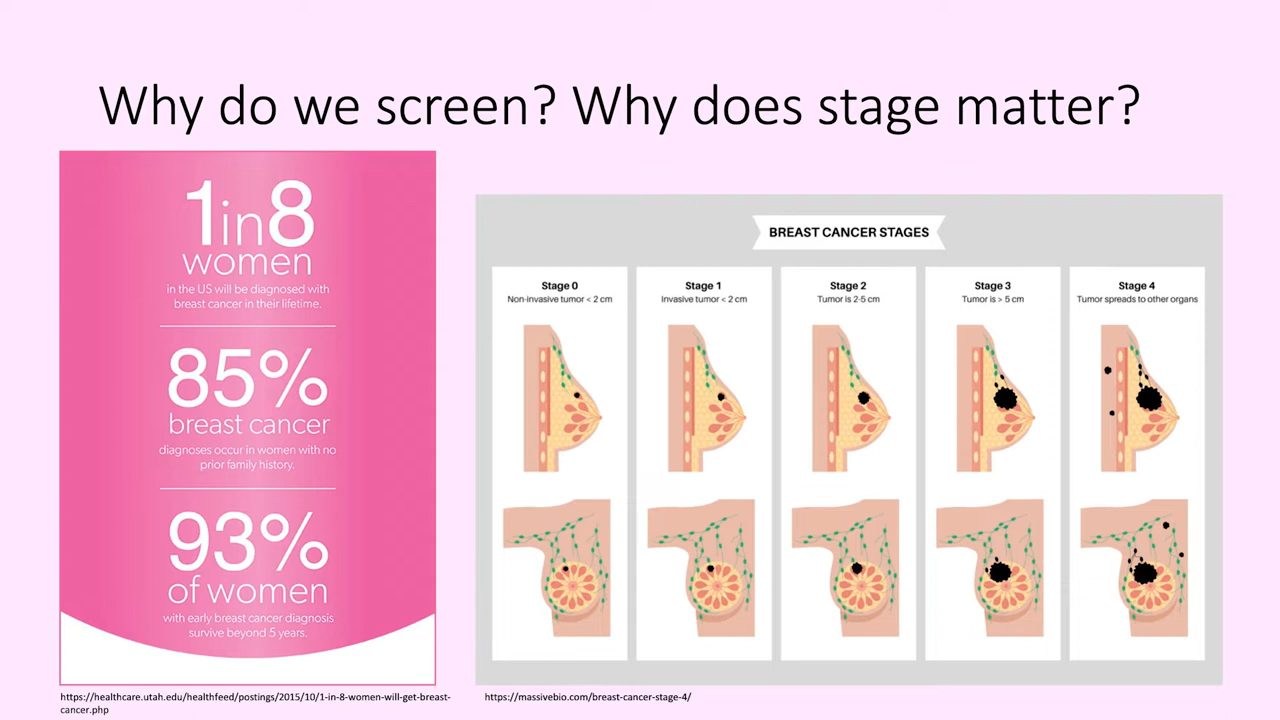 Why do we screen? Why does stage matter?
1in8
women
in the US will be diagnosed with
breast cancer in their lifetime.
85%
breast cancer
diagnoses occur in women with no
prior family history.
93%
of women
with early breast cancer diagnosis
survive beyond 5 years.
https://healthcare.utah.edu/healthfeed/postings/2015/10/1-in-8-women-will-get-breast-
cancer.php
BREAST CANCER STAGES
Stage 0
Non-invasive tumor < 2 cm
Stage 1
Invasive tumor < 2 cm
Stage 2
Tumor is 2-5 cm
Stage 3
Tumor is > 5 cm
Stage 4
Tumor spreads to other organs
https://massivebio.com/breast-cancer-stage-4/